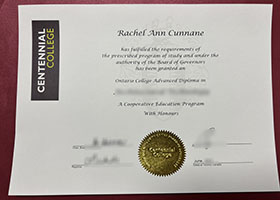 CENTENNIAL
COLLEGE
Rachel Ann Cunnane
has fulfilled the requirements of
the prescribed program of study and under the
authority of the Board of Governors
has been granted an
Ontario College Advanced Diploma in
A Cooperative Education Program
With Honours
Centennial
College